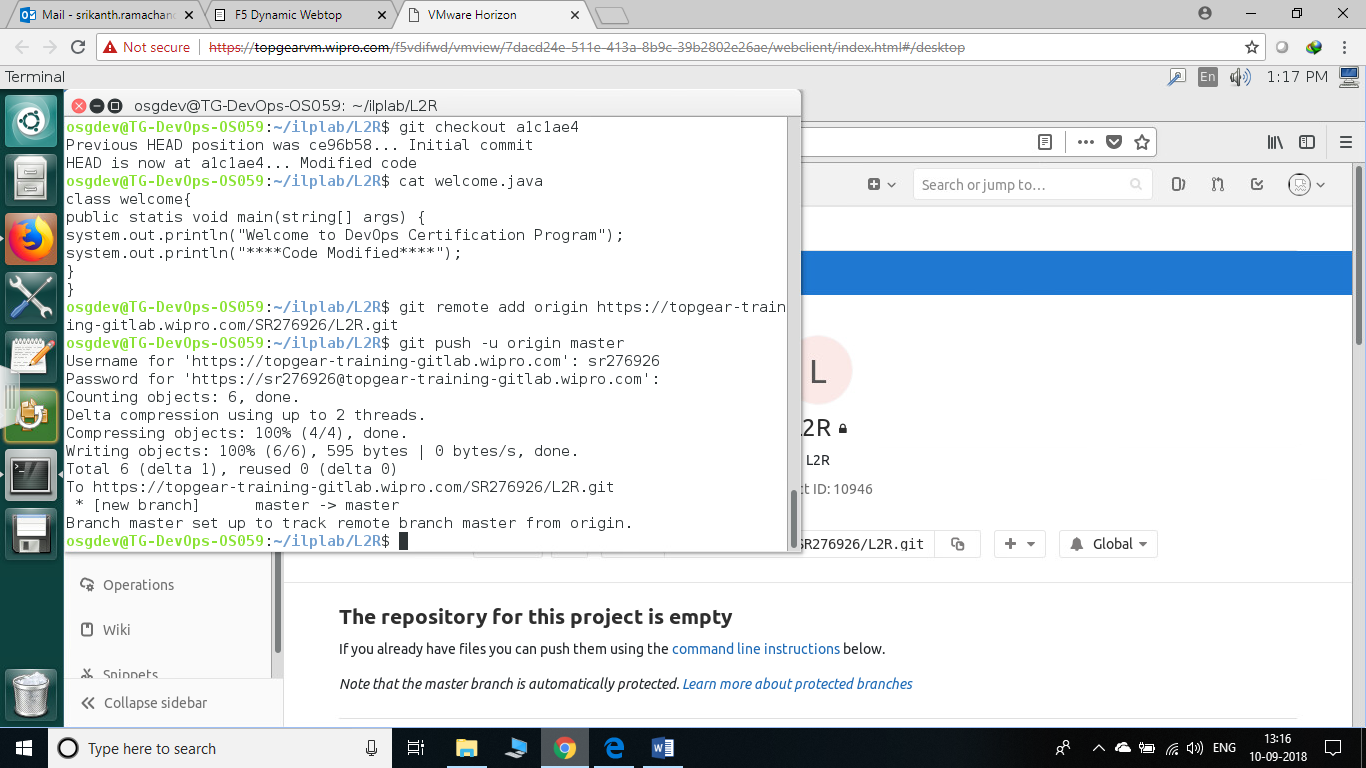 Mail - srikanth.ramachand
F5 Dynamic Webtop
VMware Horizon
Not secure
https://topgearvm.wipro.com/f5vdifwd/vmview/7dacd24e-511e-413a-8b9c-39b2802e26ae/webclient/index.html#/desktop
Terminal
En
1:17 PM
osgdev@TG-DevOps-OS059: ~/ilplab/L2R
osgdev@TG-DevOps-OS059:~/ilplab/L2R$ git checkout a1c1ae4
Previous HEAD position was ce96b58... Initial commit
HEAD is now at a1c1ae4... Modified code
osgdev@TG-DevOps-OS059:~/ilplab/L2R$ cat welcome.java
class welcome{
public statis void main(string[] args) {
system.out.println("Welcome to DevOps Certification Program");
system.out.println("****Code Modified****");
}
}
osgdev@TG-DevOps-OS059:~/ilplab/L2R$ git remote add origin https://topgear-train
ing-gitlab.wipro.com/SR276926/L2R.git
osgdev@TG-DevOps-OS059:~/ilplab/L2R$ git push -u origin master
Username for 'https://topgear-training-gitlab.wipro.com': sr276926
Password for 'https://sr276926@topgear-training-gitlab.wipro.com':
Counting objects: 6, done.
Delta compression using up to 2 threads.
Compressing objects: 100% (4/4), done.
Writing objects: 100% (6/6), 595 bytes | 0 bytes/s, done.
Total 6 (delta 1), reused 0 (delta 0)
To https://topgear-training-gitlab.wipro.com/SR276926/L2R.git
* [new branch]      master -> master
Branch master set up to track remote branch master from origin.
osgdev@TG-DevOps-OS059:~/ilplab/L2R$
Search or jump to…
L
L2R
L2R
ct ID: 10946
SR276926/L2R.git
Global
Operations
Wiki
Snippets
Collapse sidebar
The repository for this project is empty
If you already have files you can push them using the command line instructions below.
Note that the master branch is automatically protected. Learn more about protected branches
Type here to search
ENG
13:16
10-09-2018